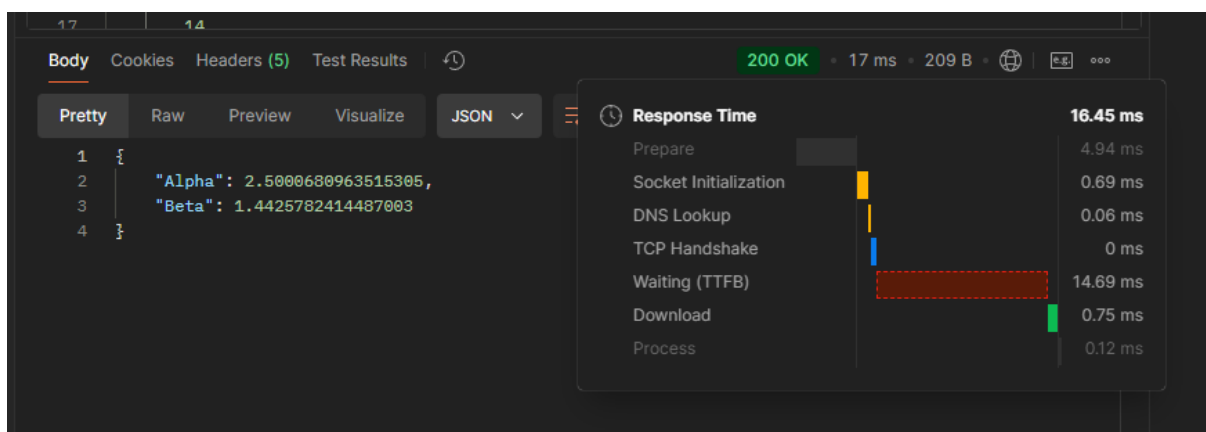 17 14
Body Cookies Headers (5) Test Results 200 OK • 17 ms • 209 B • e.g. ooo
Pretty Raw Preview Visualize JSON
1 {
2 "Alpha": 2.5000680963515305,
3 "Beta": 1.4425782414487003
4 }
Response Time 16.45 ms
Prepare 4.94 ms
Socket Initialization 0.69 ms
DNS Lookup 0.06 ms
TCP Handshake 0 ms
Waiting (TTFB) 14.69 ms
Download 0.75 ms
Process 0.12 ms